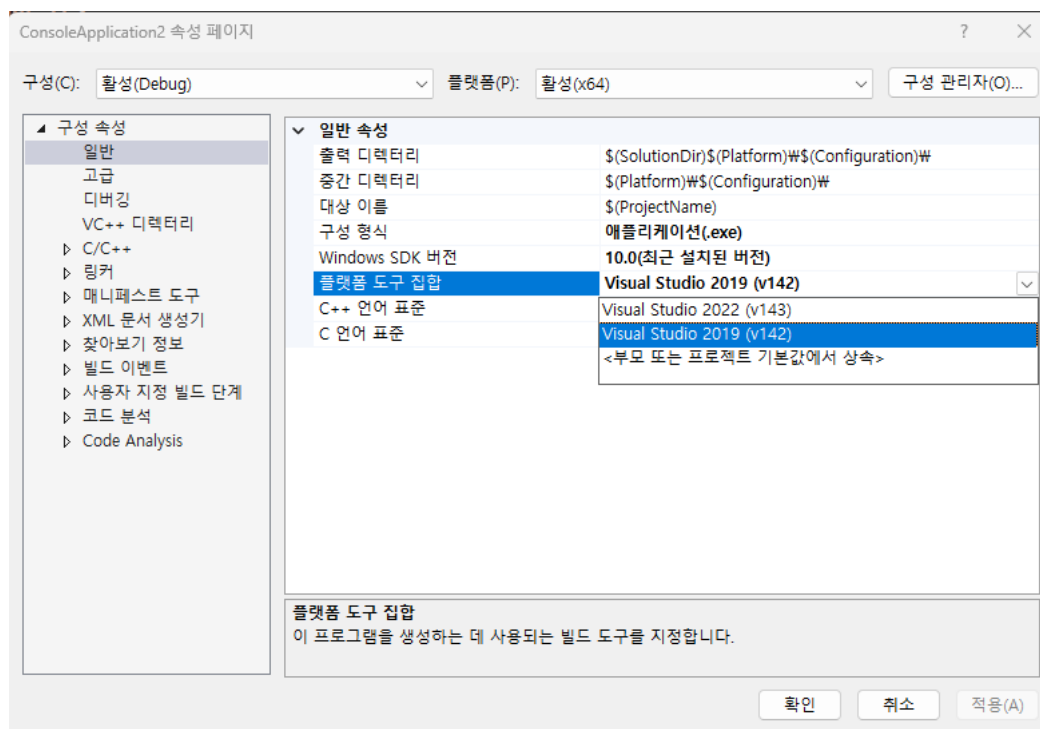 ConsoleApplication2 속성 페이지
구성(C): 활성(Debug) 플랫폼(P): 활성(x64) 구성 관리자(O)...
구성 속성
일반
고급
디버깅
VC++ 디렉터리
C/C++
링커
매니페스트 도구
XML 문서 생성기
찾아보기 정보
빌드 이벤트
사용자 지정 빌드 단계
코드 분석
Code Analysis
일반 속성
출력 디렉터리 $(SolutionDir)$(Platform)₩$(Configuration)₩
중간 디렉터리 $(Platform)₩$(Configuration)₩
대상 이름 $(ProjectName)
구성 형식 애플리케이션(.exe)
Windows SDK 버전 10.0(최근 설치된 버전)
플랫폼 도구 집합 Visual Studio 2019 (v142)
C++ 언어 표준 Visual Studio 2022 (v143)
C 언어 표준 Visual Studio 2019 (v142)
<부모 또는 프로젝트 기본값에서 상속>
플랫폼 도구 집합
이 프로그램을 생성하는 데 사용되는 빌드 도구를 지정합니다.
확인 취소 적용(A)